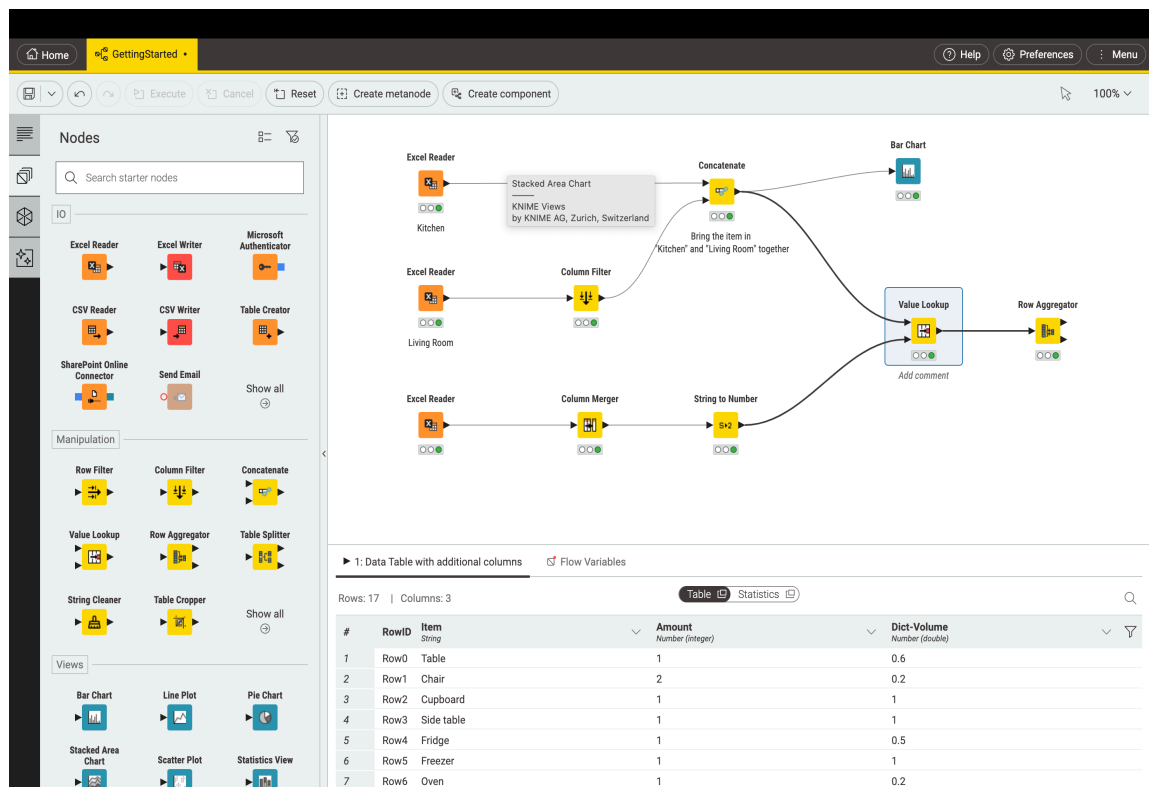 Home
GettingStarted •
Help
Preferences
Menu
Execute
Cancel
Reset
Create metanode
Create component
100%
Nodes
Search starter nodes
IO
Excel Reader
Excel Writer
Microsoft
Authenticator
CSV Reader
CSV Writer
Table Creator
SharePoint Online
Connector
Send Email
Show all
Manipulation
Row Filter
Column Filter
Concatenate
Value Lookup
Row Aggregator
Table Splitter
String Cleaner
Table Cropper
Show all
Views
Bar Chart
Line Plot
Pie Chart
Stacked Area
Chart
Scatter Plot
Statistics View
Excel Reader
Kitchen
Stacked Area Chart
KNIME Views
by KNIME AG, Zurich, Switzerland
Concatenate
Bring the item in
"Kitchen" and "Living Room" together
Bar Chart
Excel Reader
Living Room
Column Filter
Value Lookup
Add comment
Row Aggregator
Excel Reader
Column Merger
String to Number
S▸2
1: Data Table with additional columns
Flow Variables
Rows: 17 | Columns: 3
Table
Statistics
# RowID Item Amount Dict-Volume
String Number (integer) Number (double)
1 Row0 Table 1 0.6
2 Row1 Chair 2 0.2
3 Row2 Cupboard 1 1
4 Row3 Side table 1 1
5 Row4 Fridge 1 0.5
6 Row5 Freezer 1 1
7 Row6 Oven 1 0.2